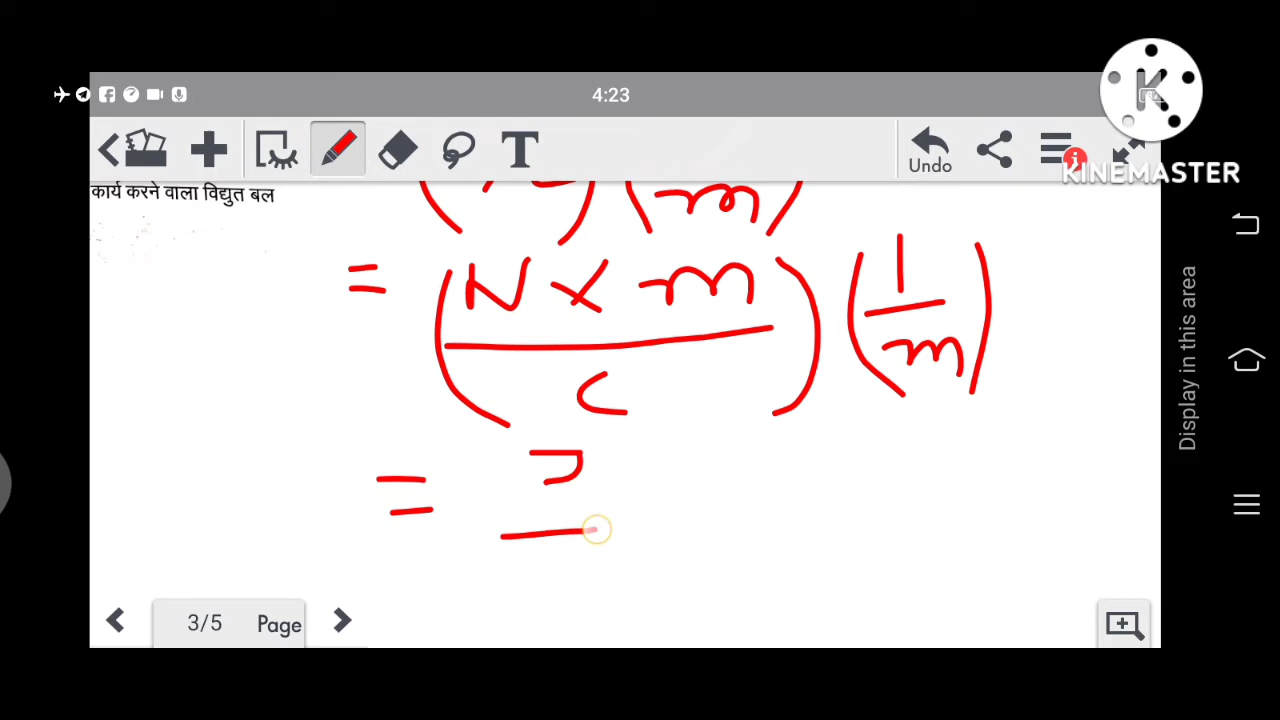 4:23
Undo
KINEMASTER
कार्य करने वाला विद्युत बल
m
= (N × m / C) (1 / m)
= J
Display in this area
3/5 Page